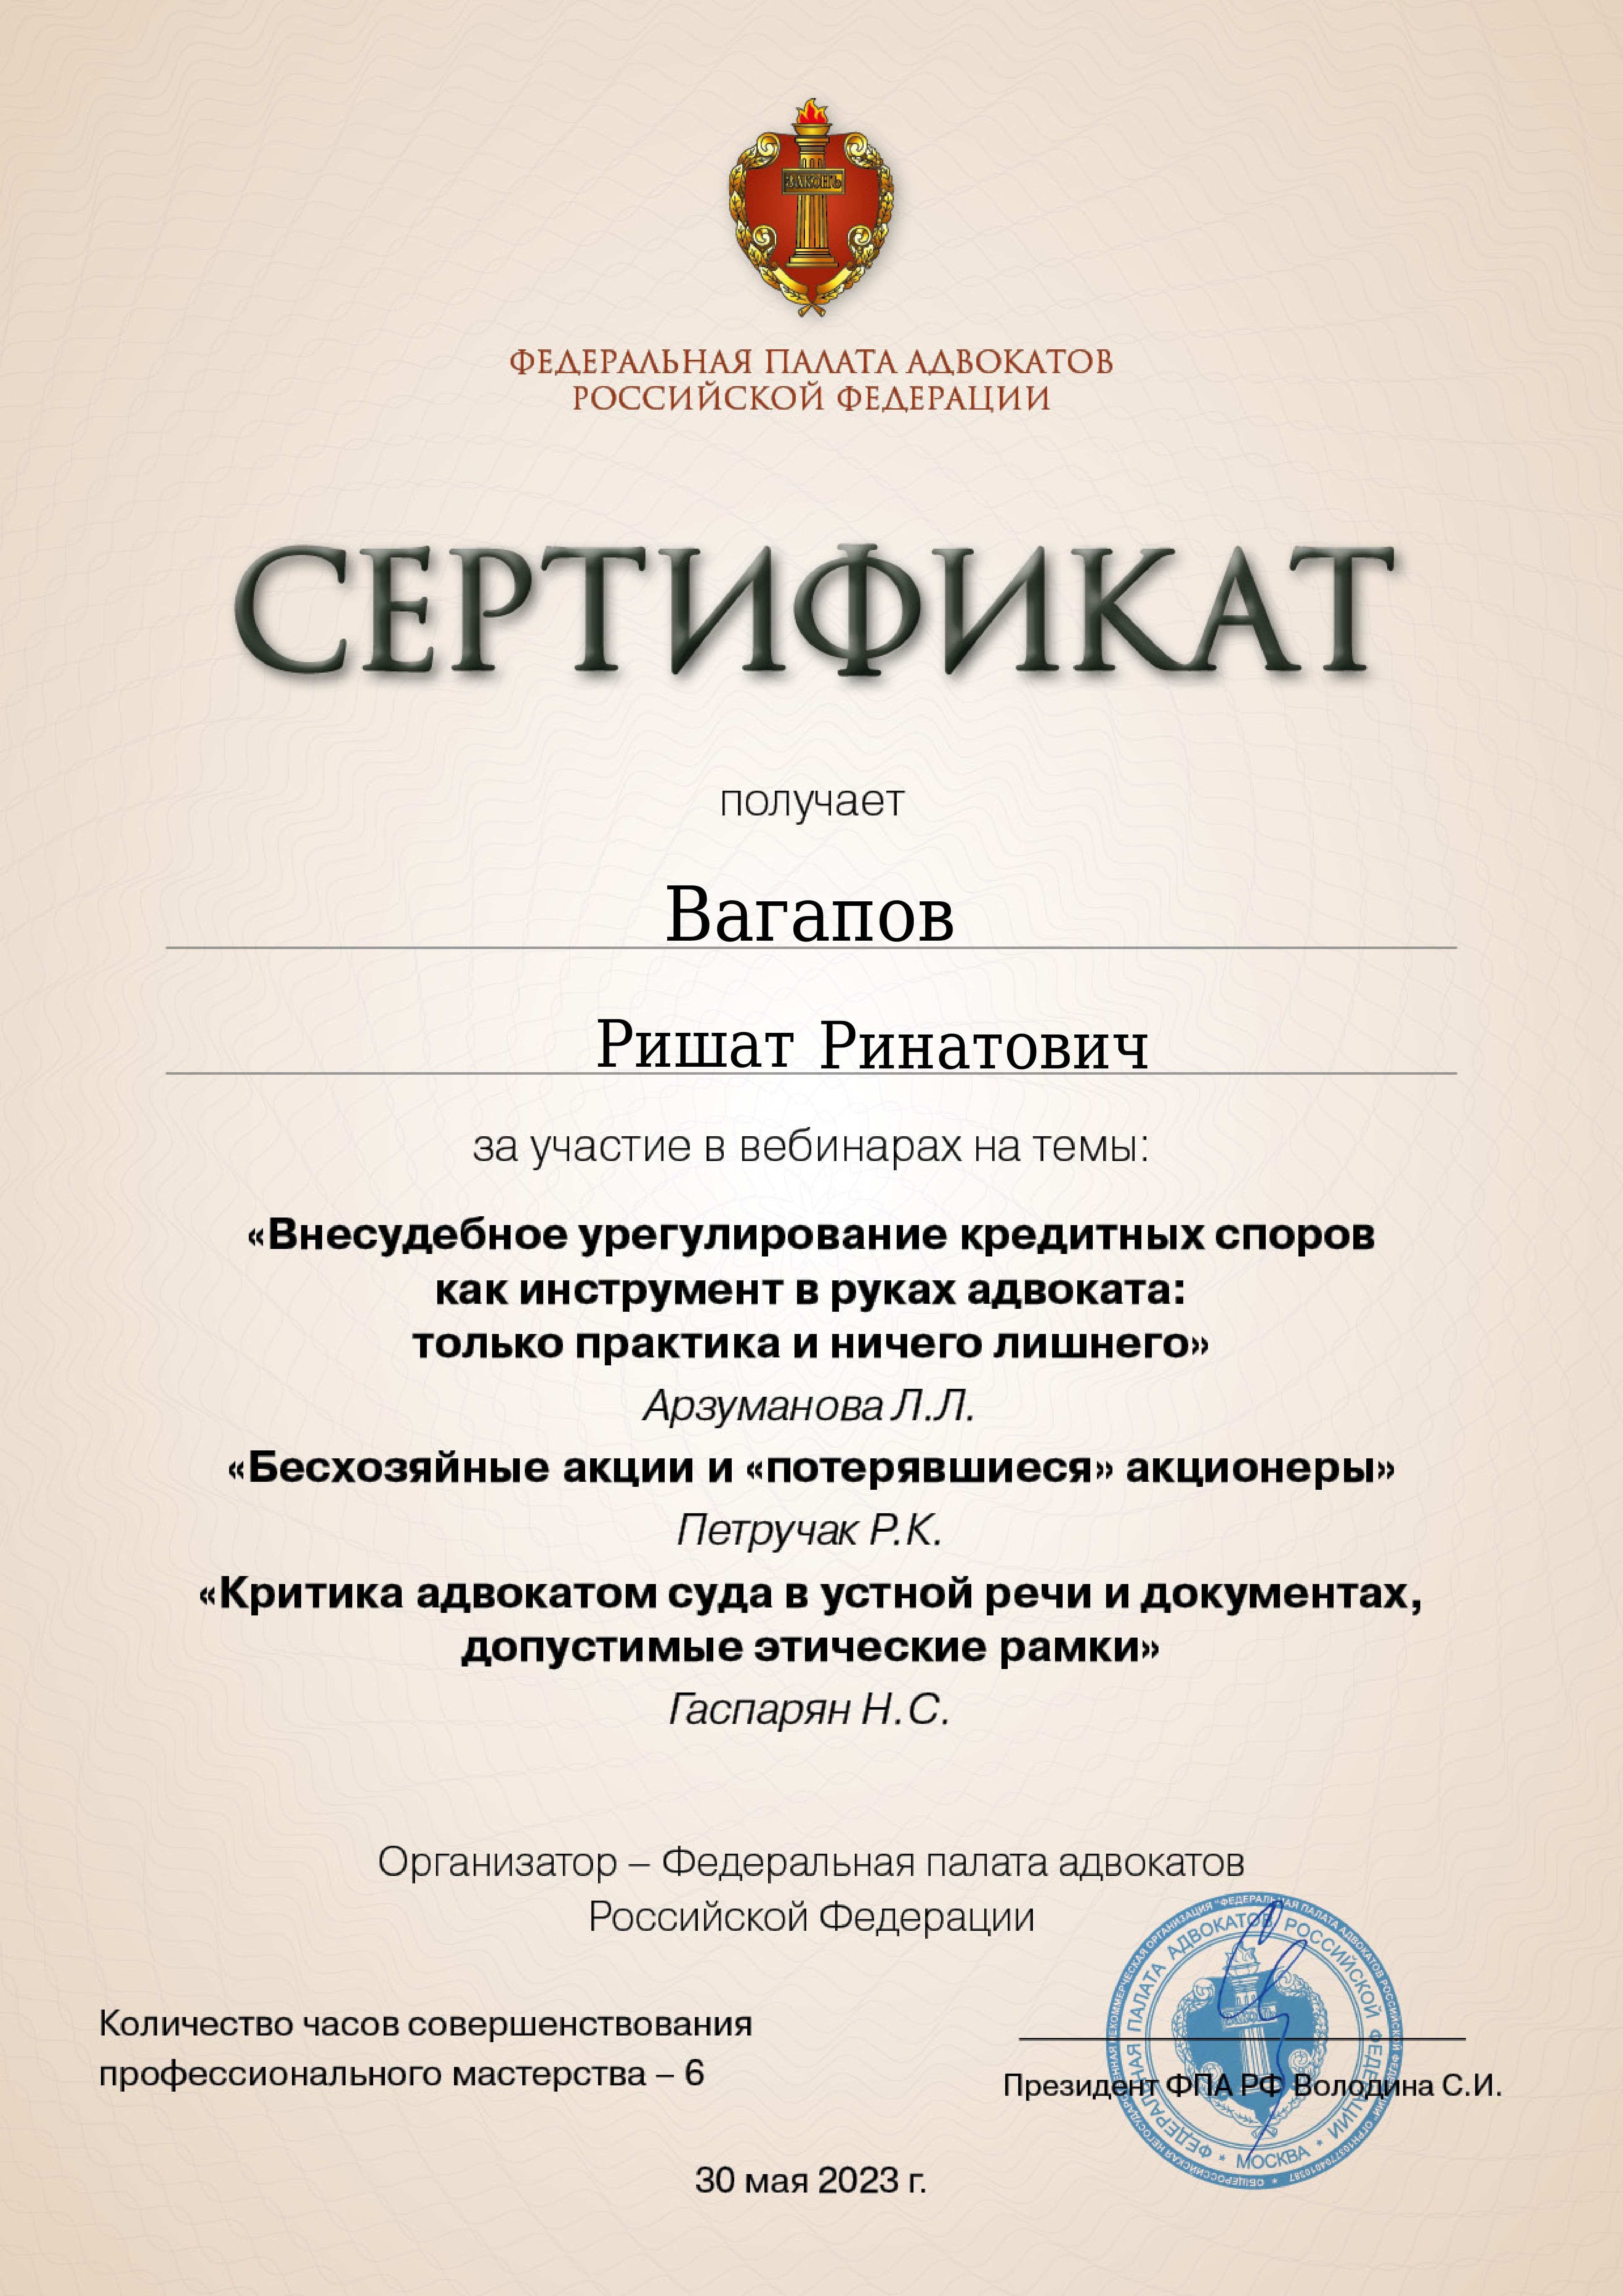 ЗАКОНЪ
ФЕДЕРАЛЬНАЯ ПАЛАТА АДВОКАТОВ
РОССИЙСКОЙ ФЕДЕРАЦИИ
СЕРТИФИКАТ
получает
Вагапов
Ришат Ринатович
за участие в вебинарах на темы:
«Внесудебное урегулирование кредитных споров
как инструмент в руках адвоката:
только практика и ничего лишнего»
Арзуманова Л.Л.
«Бесхозяйные акции и «потерявшиеся» акционеры»
Петручак Р.К.
«Критика адвокатом суда в устной речи и документах,
допустимые этические рамки»
Гаспарян Н.С.
Организатор – Федеральная палата адвокатов
Российской Федерации
Количество часов совершенствования
профессионального мастерства – 6
Президент ФПА РФ Володина С.И.
ОБЩЕРОССИЙСКАЯ НЕГОСУДАРСТВЕННАЯ НЕКОММЕРЧЕСКАЯ ОРГАНИЗАЦИЯ "ФЕДЕРАЛЬНАЯ ПАЛАТА АДВОКАТОВ РОССИЙСКОЙ ФЕДЕРАЦИИ" ОГРН1037704010387 *
ФЕДЕРАЛЬНАЯ ПАЛАТА АДВОКАТОВ РОССИЙСКОЙ ФЕДЕРАЦИИ
* МОСКВА *
30 мая 2023 г.